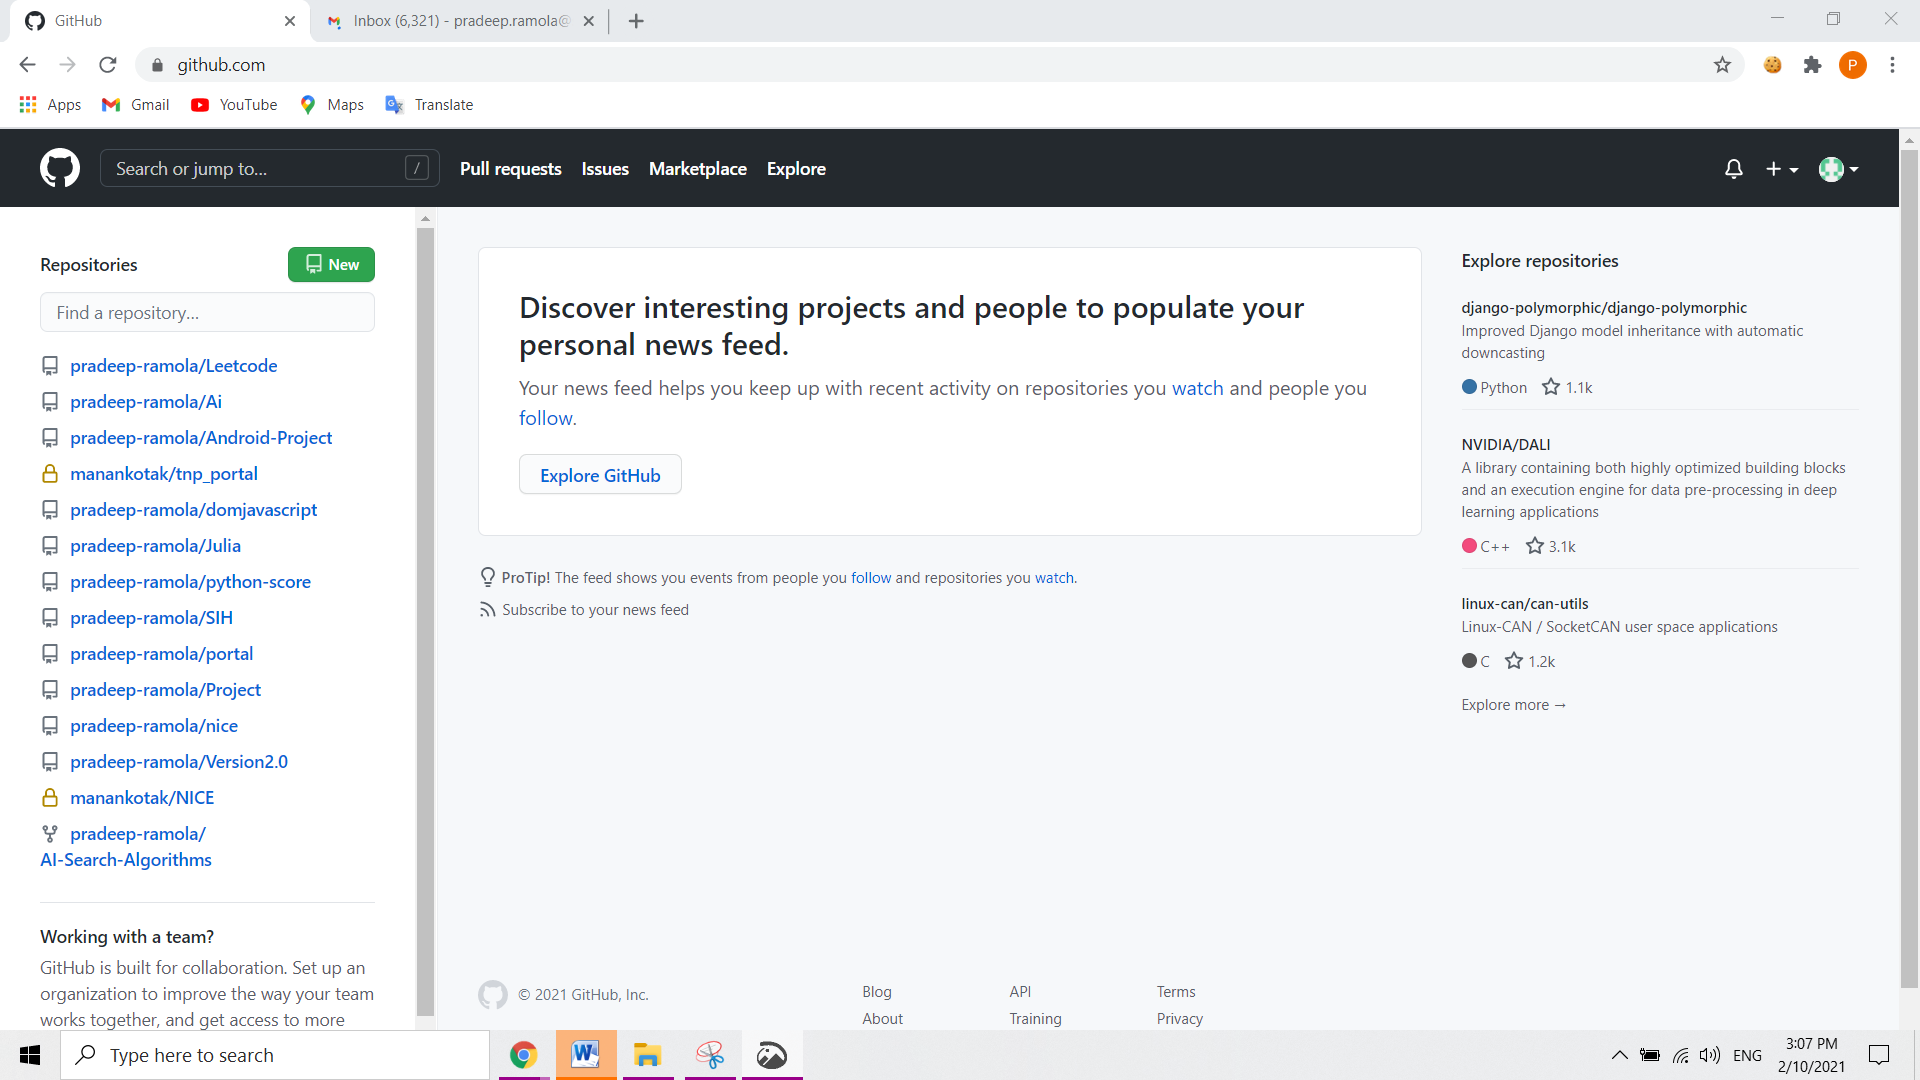 GitHub
Inbox (6,321) - pradeep.ramola@
github.com
P
Apps
Gmail
YouTube
Maps
Translate
Search or jump to...
/
Pull requests
Issues
Marketplace
Explore
Repositories
New
Find a repository...
pradeep-ramola/Leetcode
pradeep-ramola/Ai
pradeep-ramola/Android-Project
manankotak/tnp_portal
pradeep-ramola/domjavascript
pradeep-ramola/Julia
pradeep-ramola/python-score
pradeep-ramola/SIH
pradeep-ramola/portal
pradeep-ramola/Project
pradeep-ramola/nice
pradeep-ramola/Version2.0
manankotak/NICE
pradeep-ramola/
AI-Search-Algorithms
Working with a team?
GitHub is built for collaboration. Set up an
organization to improve the way your team
works together, and get access to more
Discover interesting projects and people to populate your
personal news feed.
Your news feed helps you keep up with recent activity on repositories you watch and people you
follow.
Explore GitHub
ProTip! The feed shows you events from people you follow and repositories you watch.
Subscribe to your news feed
Explore repositories
django-polymorphic/django-polymorphic
Improved Django model inheritance with automatic
downcasting
Python 1.1k
NVIDIA/DALI
A library containing both highly optimized building blocks
and an execution engine for data pre-processing in deep
learning applications
C++ 3.1k
linux-can/can-utils
Linux-CAN / SocketCAN user space applications
C 1.2k
Explore more →
© 2021 GitHub, Inc.
Blog
About
API
Training
Terms
Privacy
Type here to search
W
ENG
3:07 PM
2/10/2021